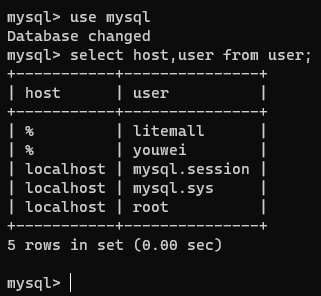 mysql> use mysql
Database changed
mysql> select host,user from user;
+-----------+---------------+
| host      | user          |
+-----------+---------------+
| %         | litemall      |
| %         | youwei        |
| localhost | mysql.session |
| localhost | mysql.sys     |
| localhost | root          |
+-----------+---------------+
5 rows in set (0.00 sec)

mysql>